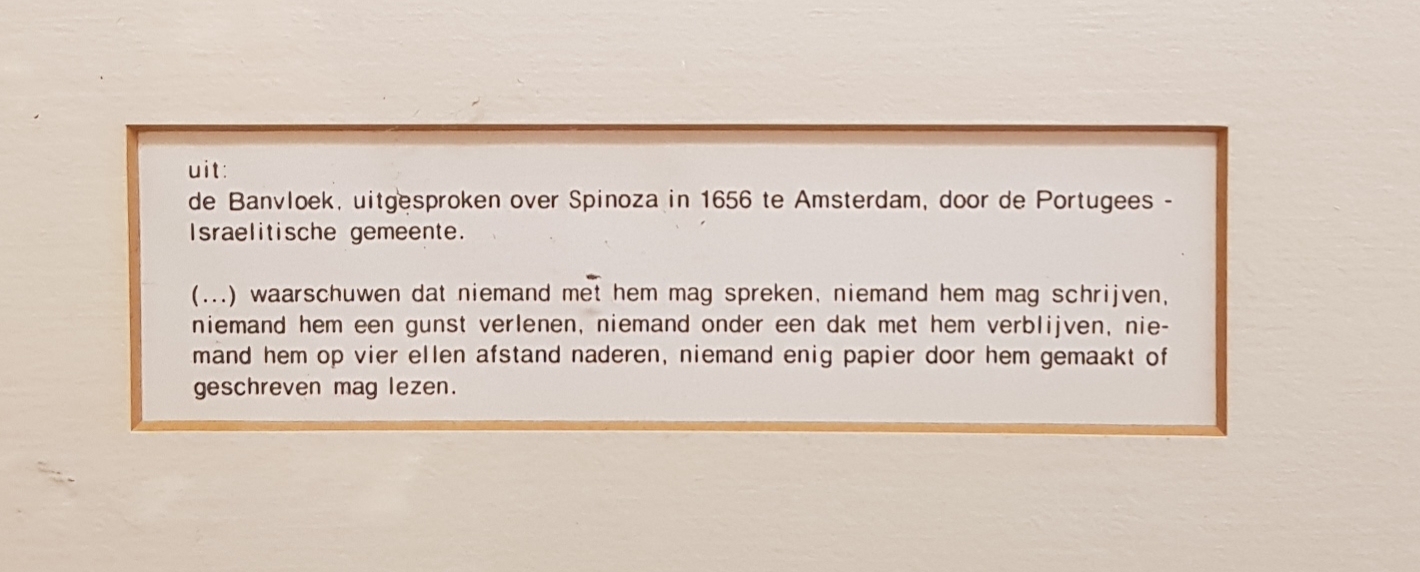 uit:
de Banvloek, uitgesproken over Spinoza in 1656 te Amsterdam, door de Portugees -
Israelitische gemeente.
(...) waarschuwen dat niemand met hem mag spreken, niemand hem mag schrijven,
niemand hem een gunst verlenen, niemand onder een dak met hem verblijven, nie-
mand hem op vier ellen afstand naderen, niemand enig papier door hem gemaakt of
geschreven mag lezen.